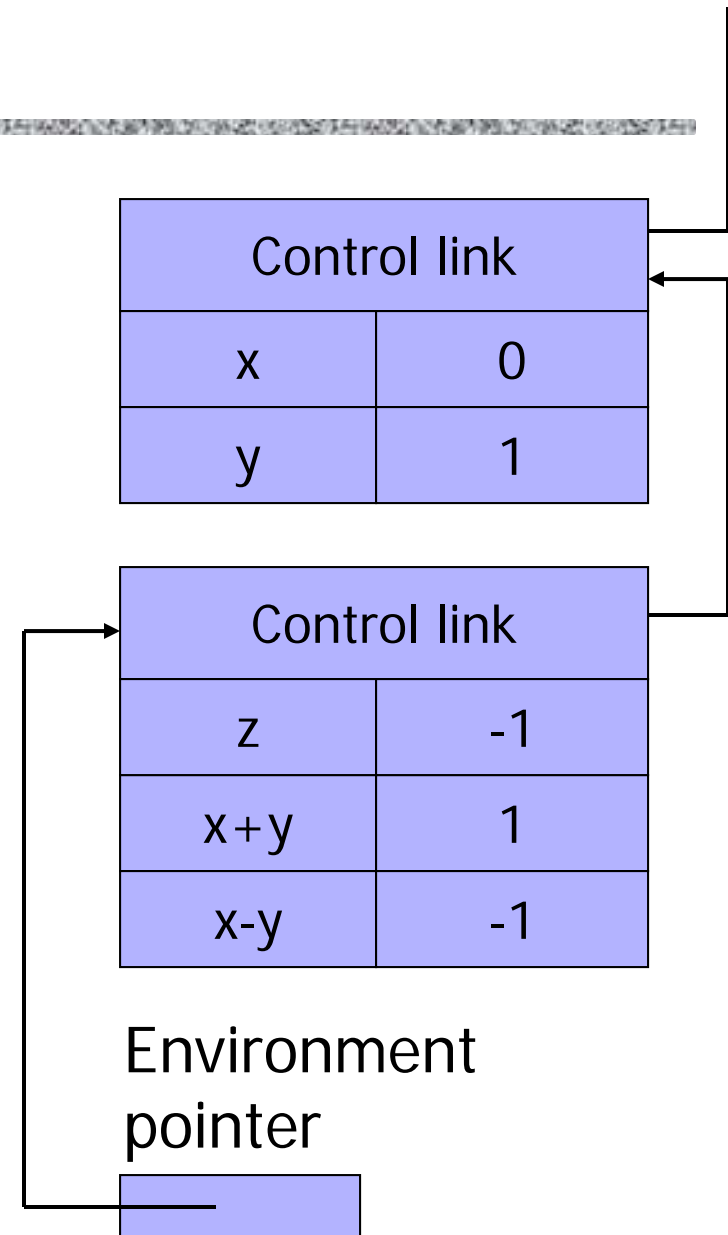 Control link
x 0
y 1
Control link
z -1
x+y 1
x-y -1
Environment
pointer